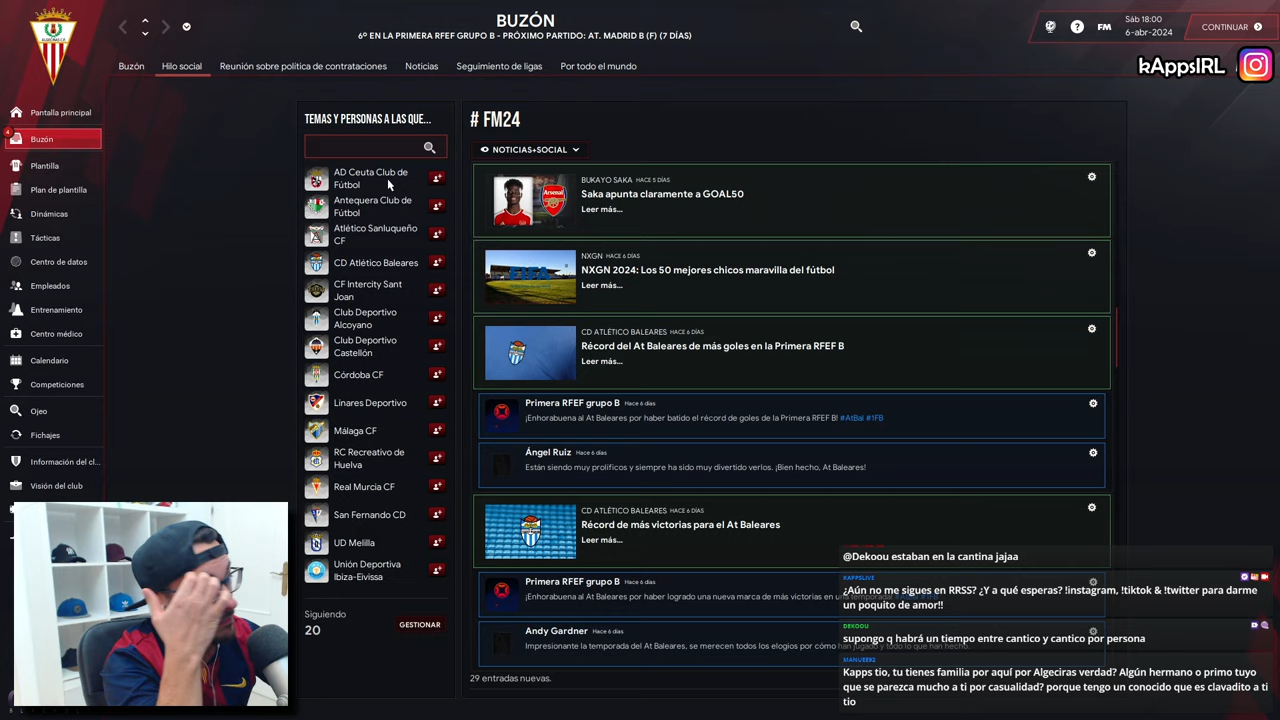 BUZÓN
6º EN LA PRIMERA RFEF GRUPO B - PRÓXIMO PARTIDO: AT. MADRID B (F) (7 DÍAS)
FM
Sáb 18:00
6-abr-2024
CONTINUAR
Buzón
Hilo social
Reunión sobre política de contrataciones
Noticias
Seguimiento de ligas
Por todo el mundo
kAppsIRL
Pantalla principal
4
Buzón
Plantilla
Plan de plantilla
Dinámicas
Tácticas
Centro de datos
Empleados
Entrenamiento
Centro médico
Calendario
Competiciones
Ojeo
Fichajes
Información del cl...
Visión del club
TEMAS Y PERSONAS A LAS QUE...
AD Ceuta Club de
Fútbol
Antequera Club de
Fútbol
Atlético Sanluqueño
CF
CD Atlético Baleares
CF Intercity Sant
Joan
Club Deportivo
Alcoyano
Club Deportivo
Castellón
Córdoba CF
Linares Deportivo
Málaga CF
RC Recreativo de
Huelva
Real Murcia CF
San Fernando CD
UD Melilla
Unión Deportiva
Ibiza-Eivissa
Siguiendo
20
GESTIONAR
# FM24
NOTICIAS+SOCIAL
BUKAYO SAKA HACE 5 DÍAS
Saka apunta claramente a GOAL50
Leer más...
NXGN HACE 6 DÍAS
NXGN 2024: Los 50 mejores chicos maravilla del fútbol
Leer más...
CD ATLÉTICO BALEARES HACE 6 DÍAS
Récord del At Baleares de más goles en la Primera RFEF B
Leer más...
Primera RFEF grupo B Hace 6 días
¡Enhorabuena al At Baleares por haber batido el récord de goles de la Primera RFEF B! #AtBal #1FB
Ángel Ruiz Hace 6 días
Están siendo muy prolíficos y siempre ha sido muy divertido verlos. ¡Bien hecho, At Baleares!
CD ATLÉTICO BALEARES HACE 6 DÍAS
Récord de más victorias para el At Baleares
Leer más...
Primera RFEF grupo B Hace 6 días
¡Enhorabuena al At Baleares por haber logrado una nueva marca de más victorias en una temporada
Andy Gardner Hace 6 días
Impresionante la temporada del At Baleares, se merecen todos los elogios por cómo han jugado y todo lo que han hecho.
29 entradas nuevas.
@Dekoou estaban en la cantina jajaa
KAPPSLIVE
¿Aún no me sigues en RRSS? ¿Y a qué esperas? !instagram, !tiktok & !twitter para darme
un poquito de amor!!
DEKOOU
supongo q habrá un tiempo entre cantico y cantico por persona
Kapps tio, tu tienes familia por aquí por Algeciras verdad? Algún hermano o primo tuyo
que se parezca mucho a ti por casualidad? porque tengo un conocido que es clavadito a ti
tio